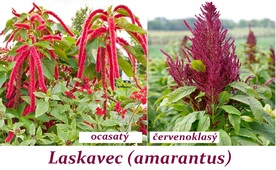 ocasatý
červenoklasý
Laskavec (amarantus)